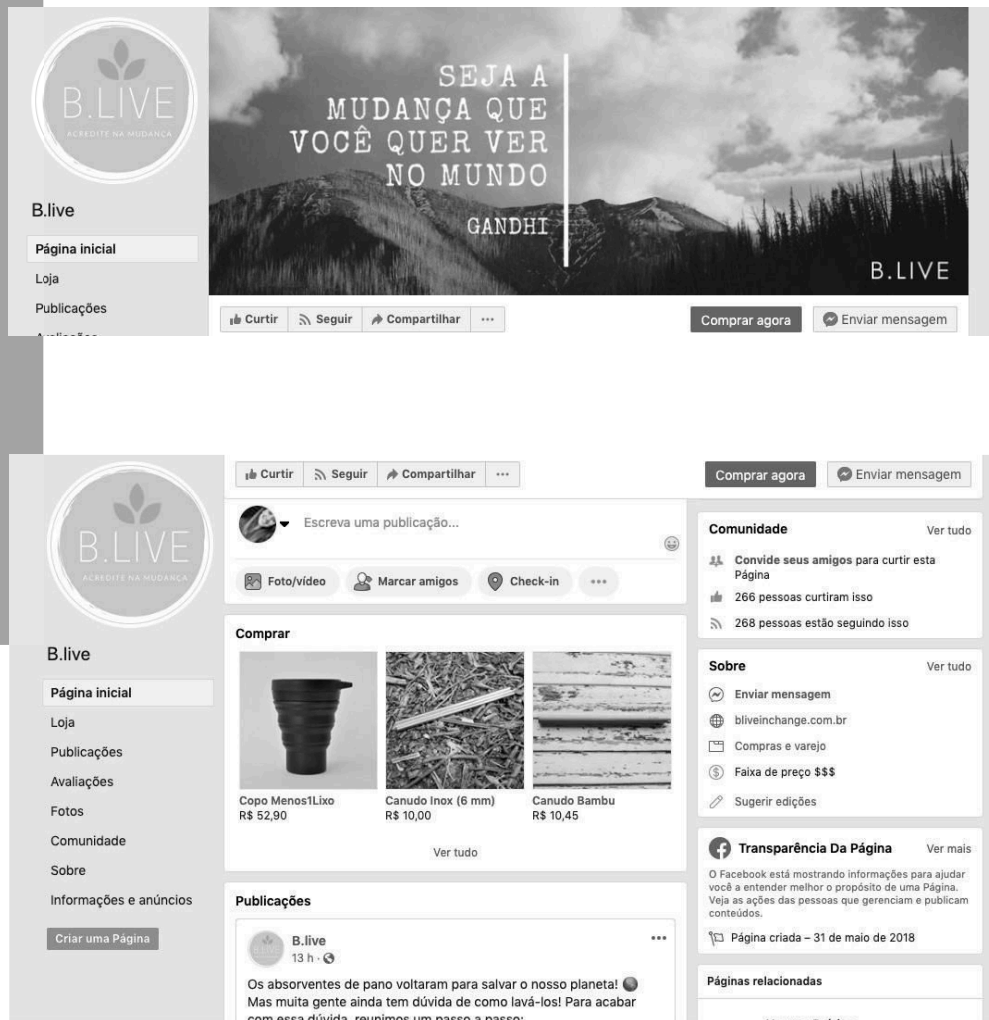 B.LIVE
ACREDITE NA MUDANÇA
B.live
Página inicial
Loja
Publicações
Avaliações
SEJA A
MUDANÇA QUE
VOCÊ QUER VER
NO MUNDO
GANDHI
B.LIVE
Curtir Seguir Compartilhar ...
Comprar agora Enviar mensagem
B.LIVE
ACREDITE NA MUDANÇA
B.live
Página inicial
Loja
Publicações
Avaliações
Fotos
Comunidade
Sobre
Informações e anúncios
Criar uma Página
Curtir Seguir Compartilhar ...
Comprar agora Enviar mensagem
Escreva uma publicação...
Foto/vídeo Marcar amigos Check-in ...
Comprar
Copo Menos1Lixo
R$ 52,90
Canudo Inox (6 mm)
R$ 10,00
Canudo Bambu
R$ 10,45
Ver tudo
Publicações
B.live
13 h ·
Os absorventes de pano voltaram para salvar o nosso planeta!
Mas muita gente ainda tem dúvida de como lavá-los! Para acabar
com essa dúvida, reunimos um passo a passo:
Comunidade Ver tudo
Convide seus amigos para curtir esta
Página
266 pessoas curtiram isso
268 pessoas estão seguindo isso
Sobre Ver tudo
Enviar mensagem
bliveinchange.com.br
Compras e varejo
Faixa de preço $$$
Sugerir edições
Transparência Da Página Ver mais
O Facebook está mostrando informações para ajudar
você a entender melhor o propósito de uma Página.
Veja as ações das pessoas que gerenciam e publicam
conteúdos.
Página criada – 31 de maio de 2018
Páginas relacionadas